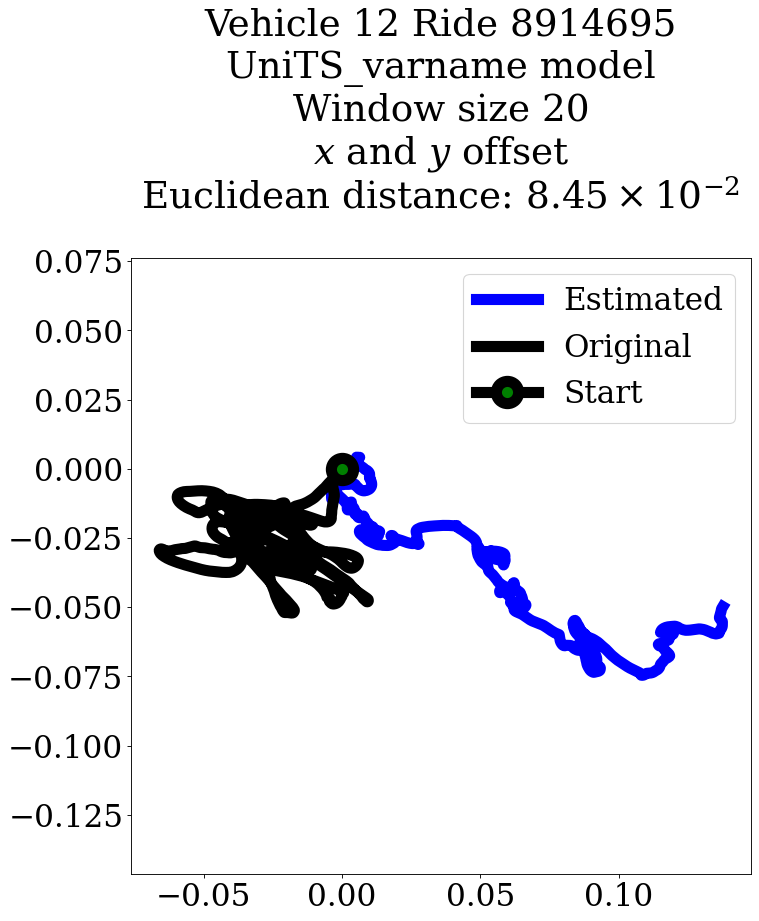 Vehicle 12 Ride 8914695
UniTS_varname model
Window size 20
x and y offset
Euclidean distance: 8.45 × 10⁻²
Estimated
Original
Start
0.075
0.050
0.025
0.000
−0.025
−0.050
−0.075
−0.100
−0.125
−0.05 0.00 0.05 0.10